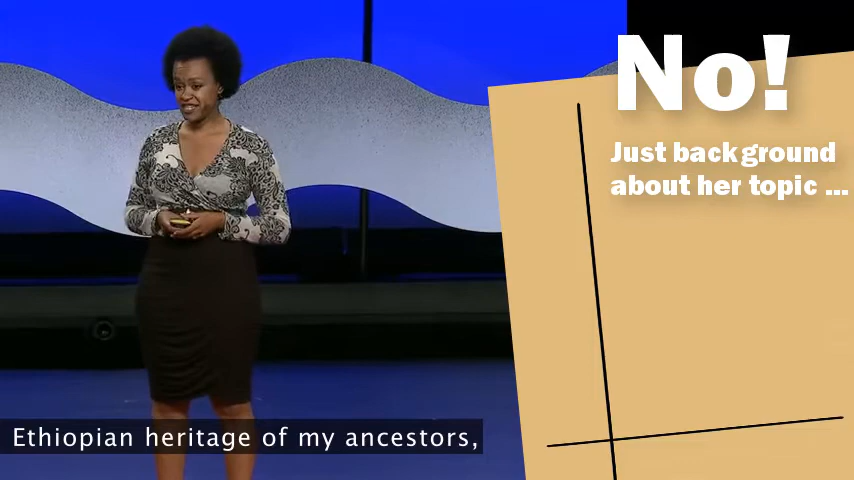 No!
Just background
about her topic ...
Ethiopian heritage of my ancestors,